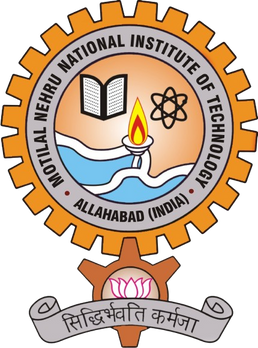 MOTILAL NEHRU NATIONAL INSTITUTE OF TECHNOLOGY
• ALLAHABAD (INDIA) •
सिद्धिर्भवति कर्मजा